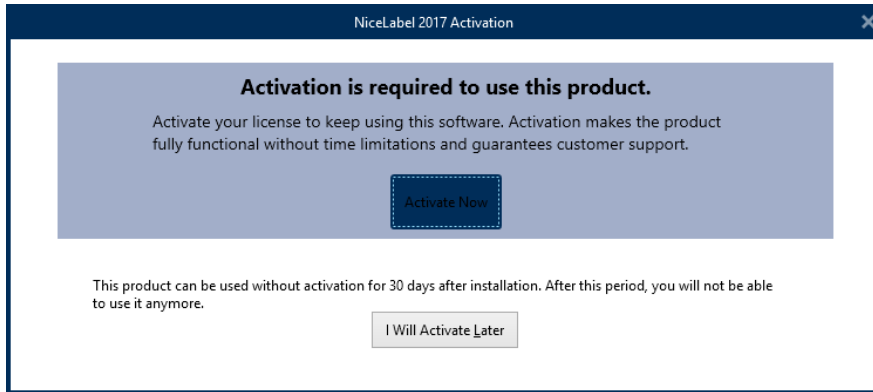 NiceLabel 2017 Activation
Activation is required to use this product.
Activate your license to keep using this software. Activation makes the product
fully functional without time limitations and guarantees customer support.
Activate Now
This product can be used without activation for 30 days after installation. After this period, you will not be able
to use it anymore.
I Will Activate Later